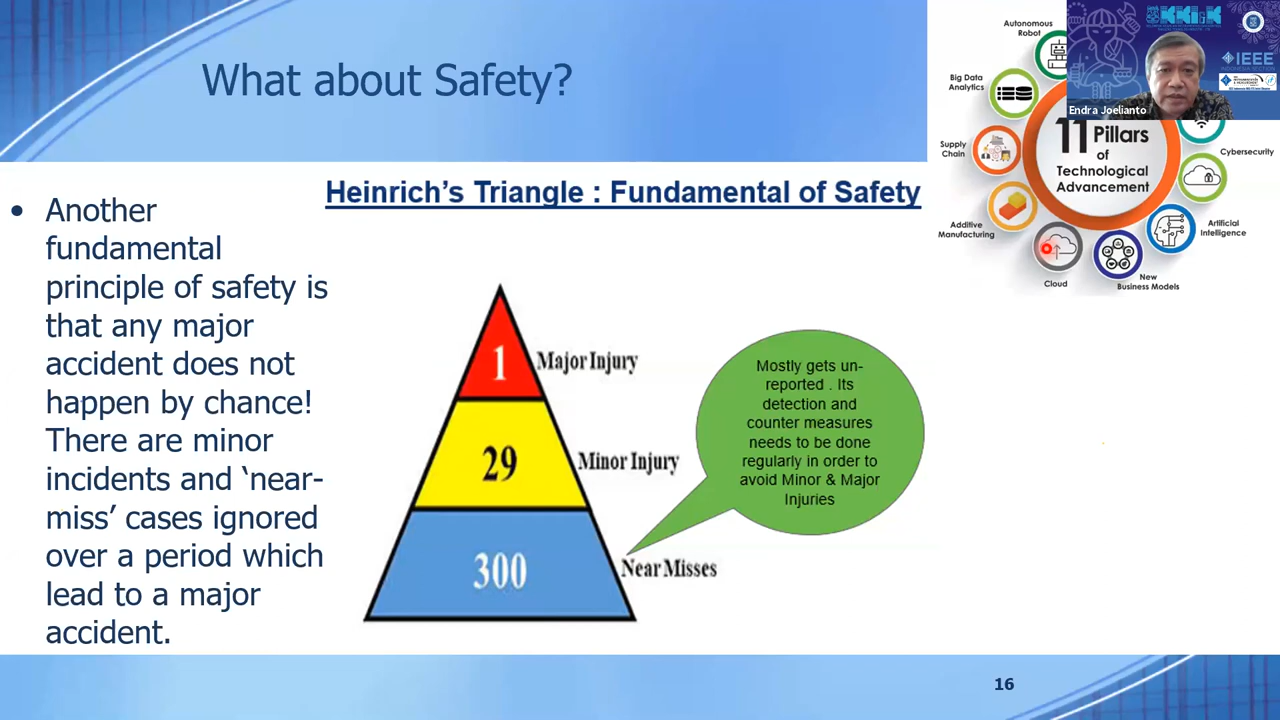 What about Safety?
Heinrich's Triangle : Fundamental of Safety
• Another
fundamental
principle of safety is
that any major
accident does not
happen by chance!
There are minor
incidents and ‘near-
miss’ cases ignored
over a period which
lead to a major
accident.
1
Major Injury
29
Minor Injury
300
Near Misses
Mostly gets un-
reported . Its
detection and
counter measures
needs to be done
regularly in order to
avoid Minor & Major
Injuries
Autonomous
Robot
Big Data
Analytics
Supply
Chain
Additive
Manufacturing
Cloud
New
Business Models
Artificial
Intelligence
Cybersecurity
11 Pillars
of
Technological
Advancement
IEEE
INDONESIA SECTION
Endra Joelianto
16